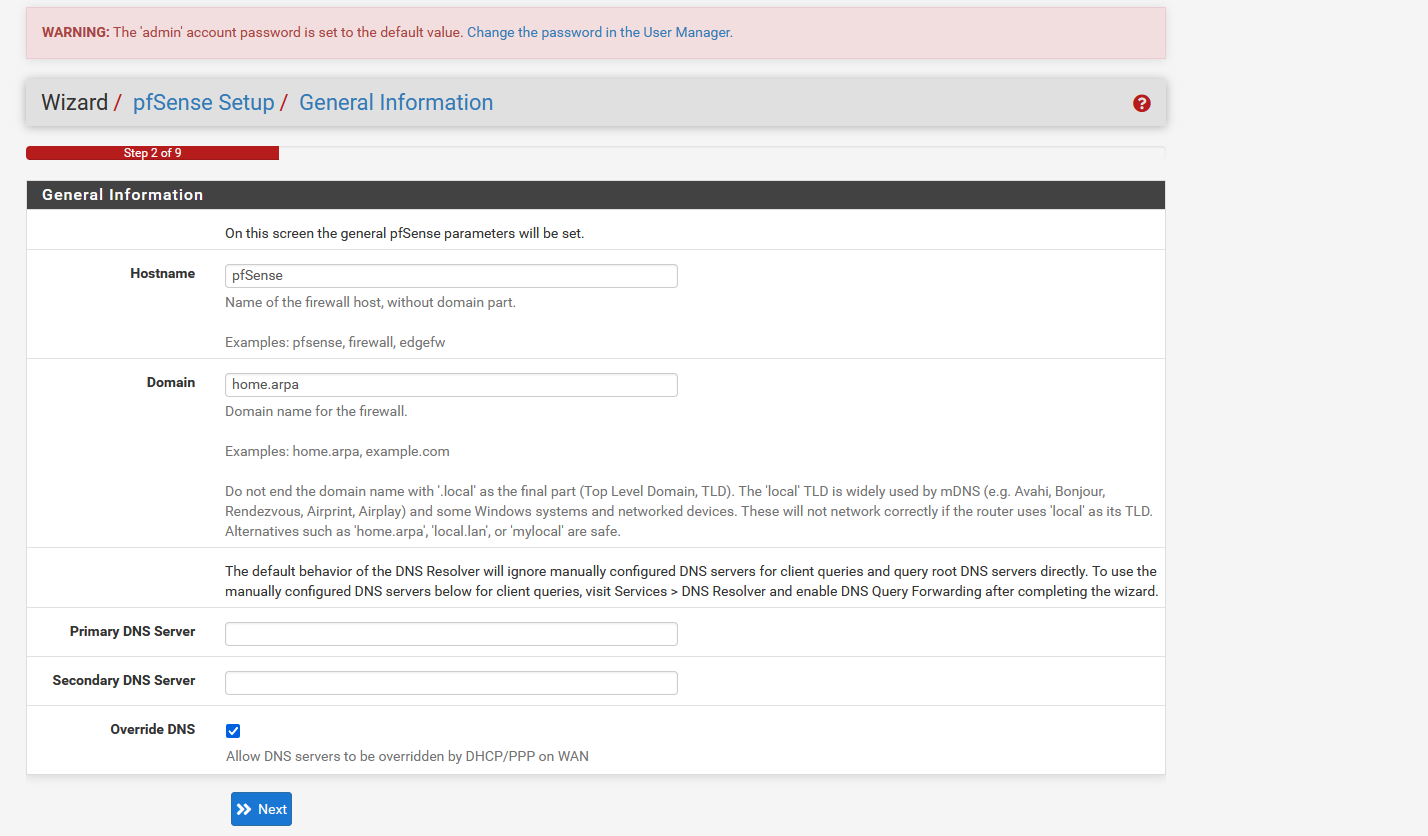 WARNING: The 'admin' account password is set to the default value. Change the password in the User Manager.
Wizard / pfSense Setup / General Information
Step 2 of 9
General Information
On this screen the general pfSense parameters will be set.
Hostname
pfSense
Name of the firewall host, without domain part.
Examples: pfsense, firewall, edgefw
Domain
home.arpa
Domain name for the firewall.
Examples: home.arpa, example.com
Do not end the domain name with '.local' as the final part (Top Level Domain, TLD). The 'local' TLD is widely used by mDNS (e.g. Avahi, Bonjour,
Rendezvous, Airprint, Airplay) and some Windows systems and networked devices. These will not network correctly if the router uses 'local' as its TLD.
Alternatives such as 'home.arpa', 'local.lan', or 'mylocal' are safe.
The default behavior of the DNS Resolver will ignore manually configured DNS servers for client queries and query root DNS servers directly. To use the
manually configured DNS servers below for client queries, visit Services > DNS Resolver and enable DNS Query Forwarding after completing the wizard.
Primary DNS Server
Secondary DNS Server
Override DNS
Allow DNS servers to be overridden by DHCP/PPP on WAN
Next